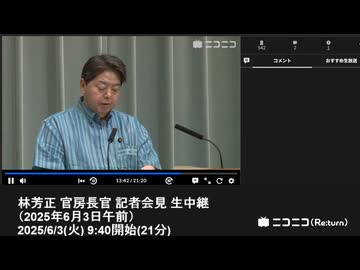 ニコニコ
542
2
1
コメント
おすすめ生放送
13:42 / 21:20
林芳正 官房長官 記者会見 生中継
（2025年6月3日午前）
2025/6/3(火) 9:40開始(21分)
ニコニコ(Re:turn)